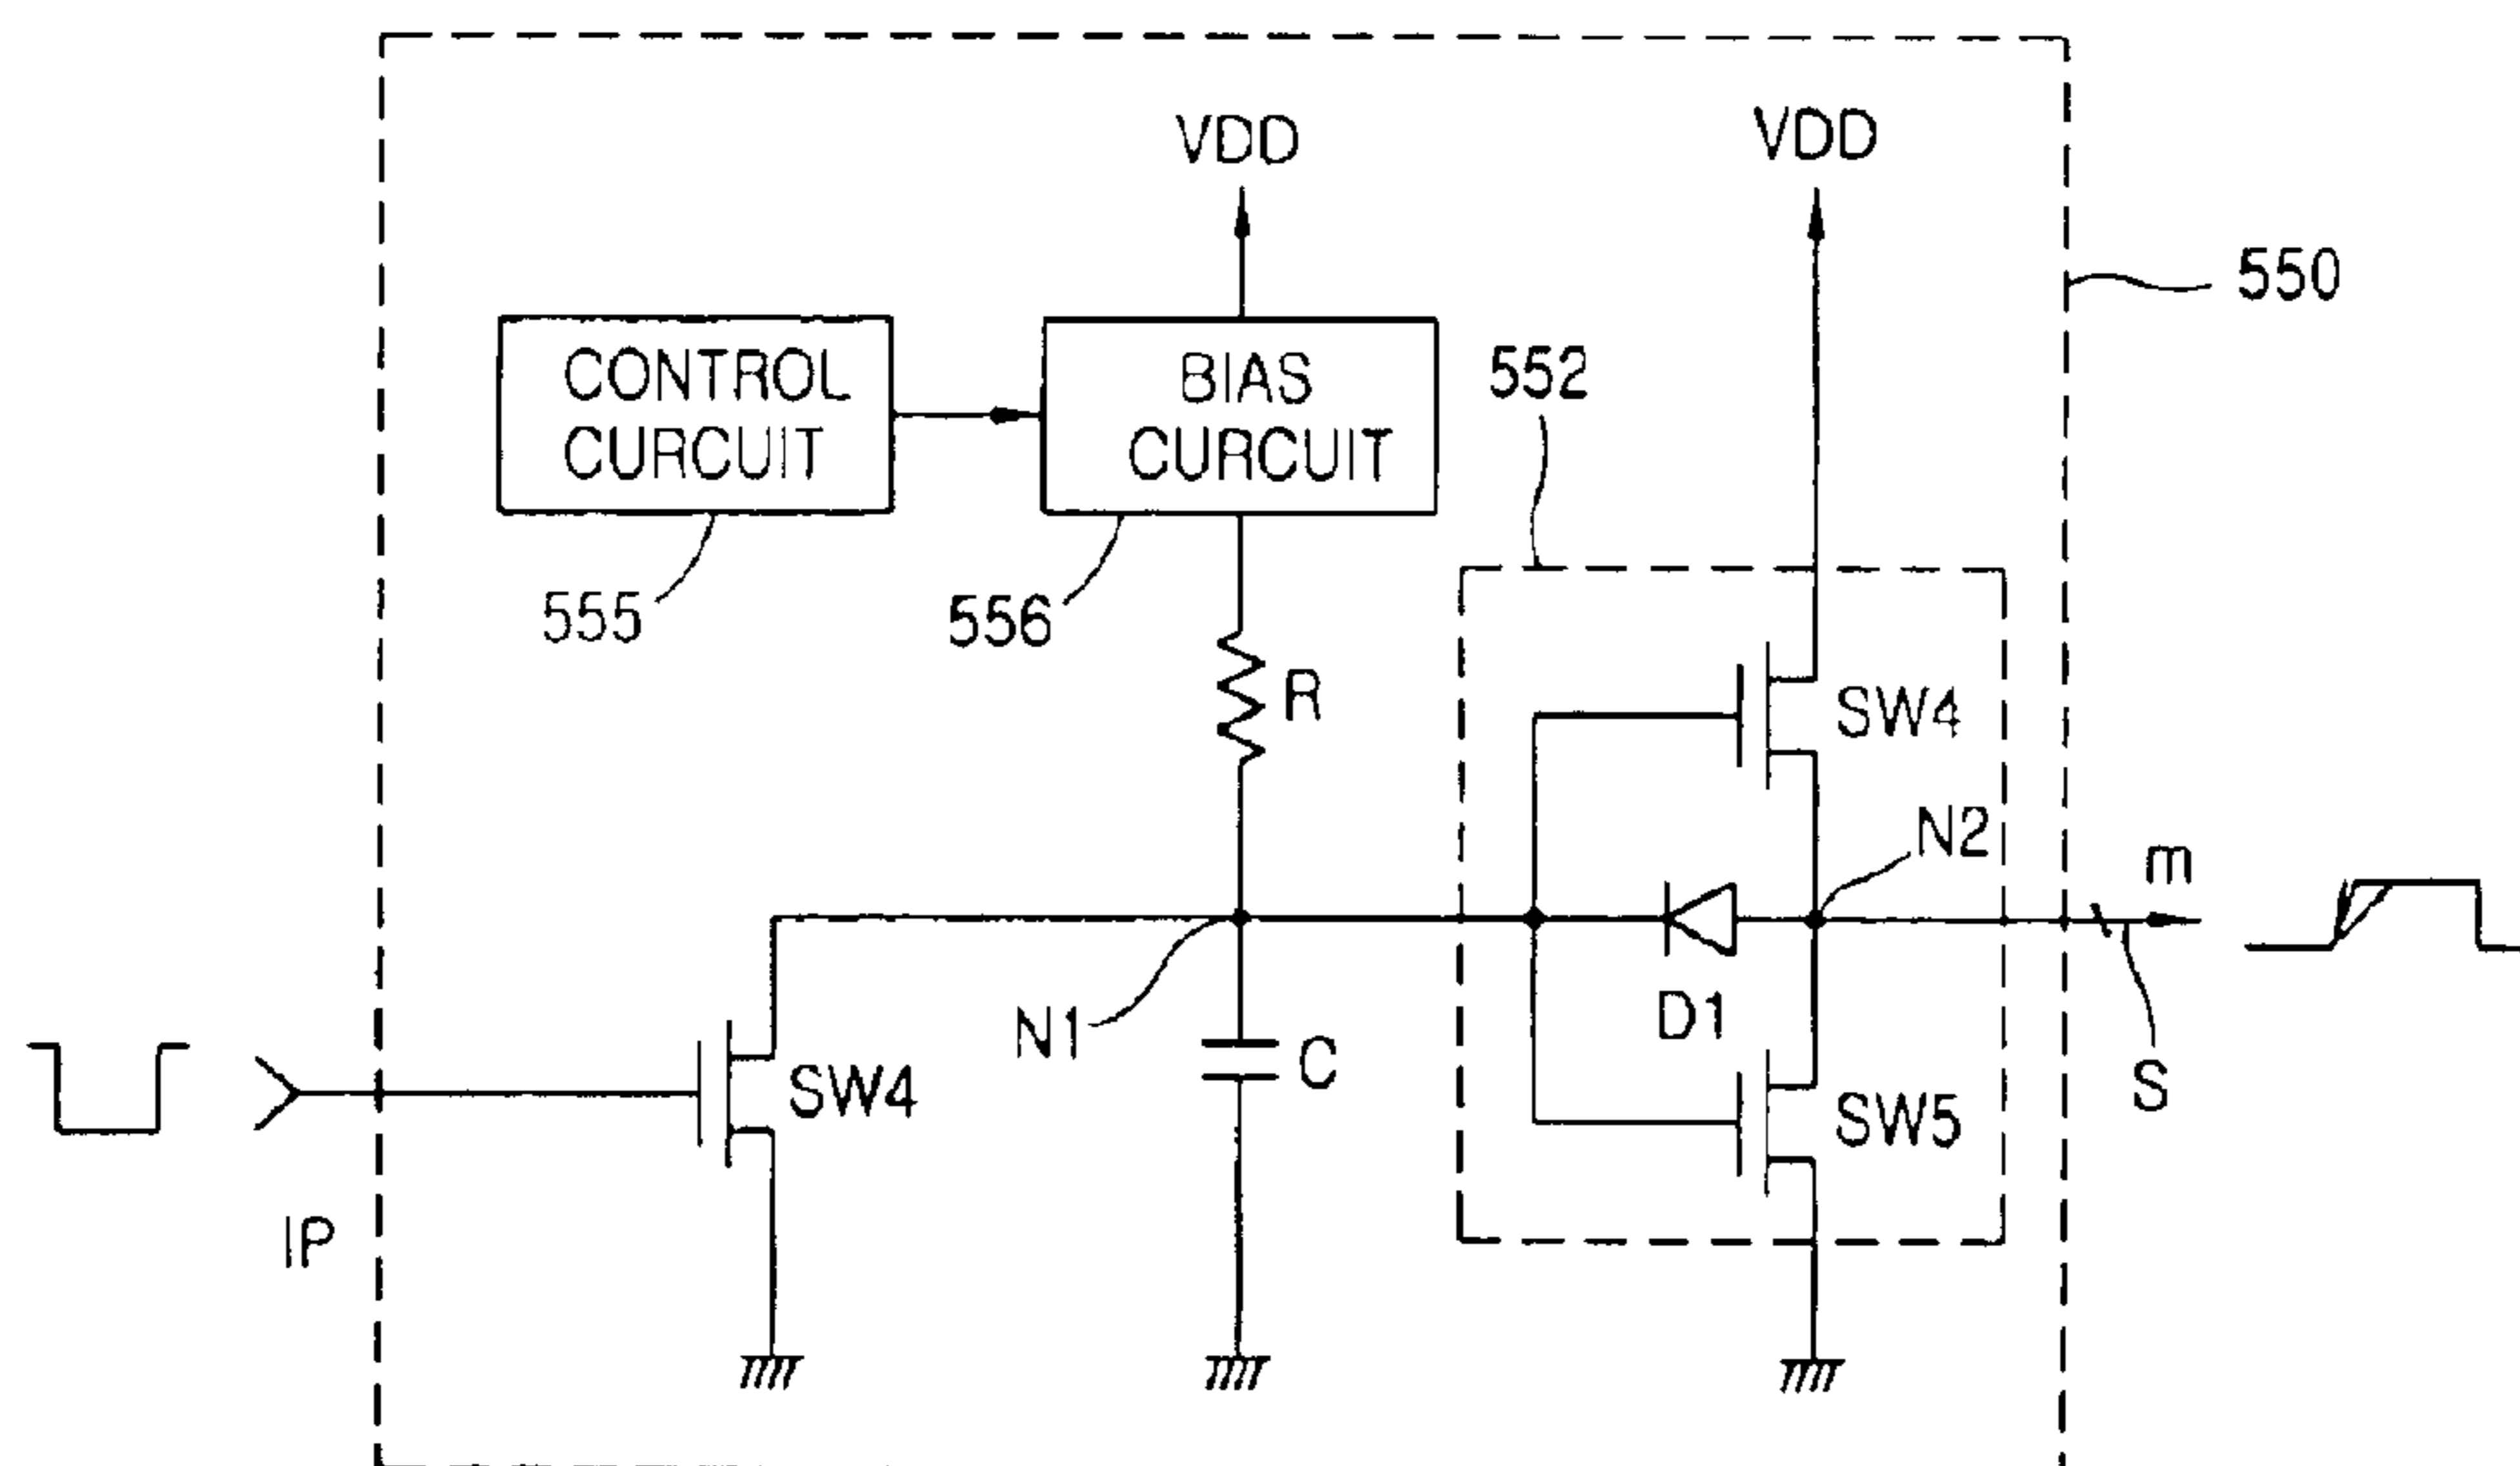 VDD
VDD
550
CONTROL
CURCUIT
BIAS
CURCUIT
552
555
556
R
SW4
N2
m
N1
C
D1
SW4
SW5
S
IP